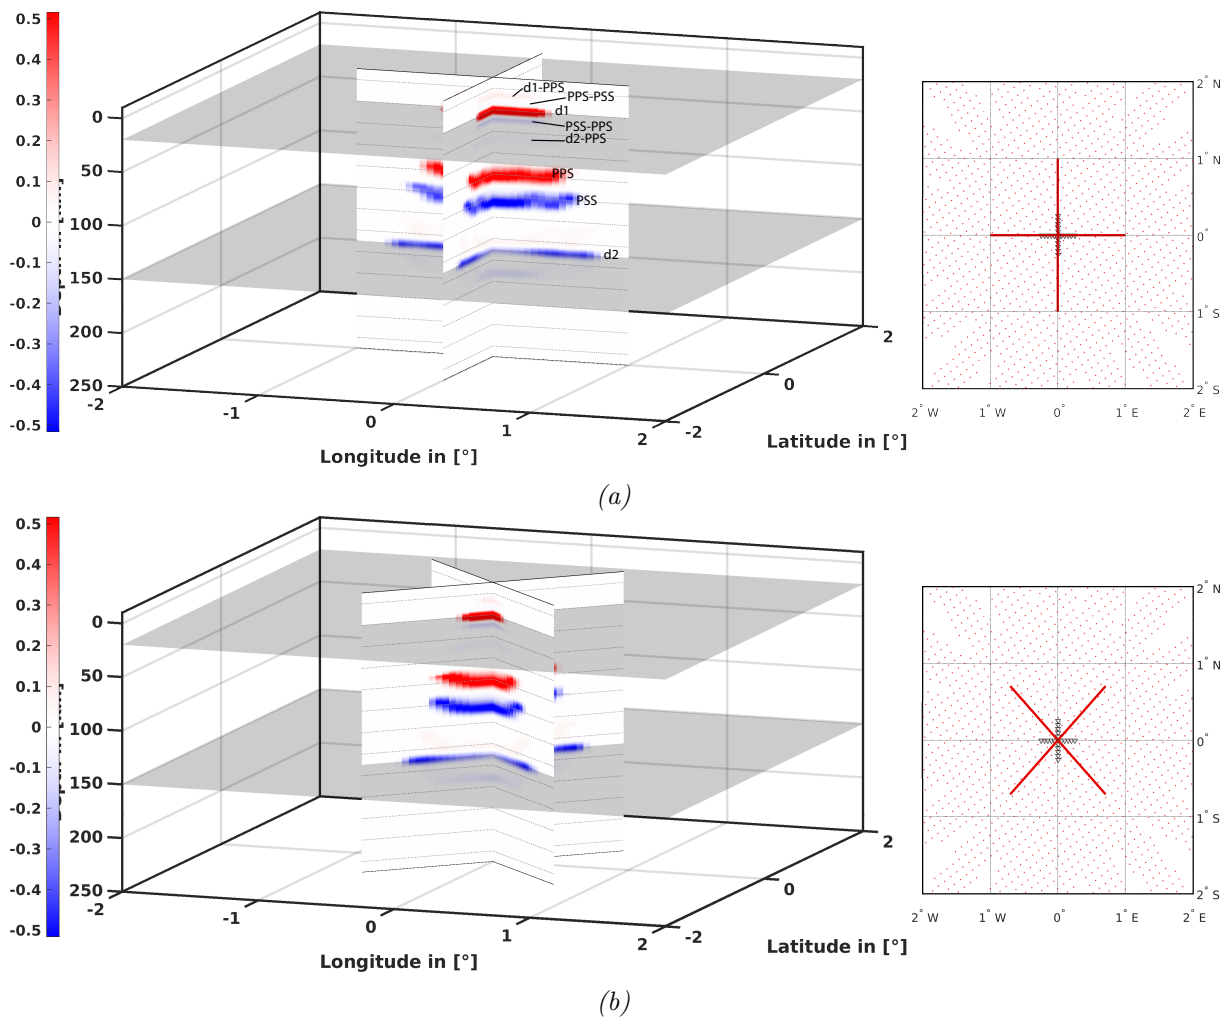 0.5
0.4
0.3
0.2
0.1
0
-0.1
-0.2
-0.3
-0.4
-0.5
0
50
100
150
200
250
-2
-1
0
1
2
-2
0
2
Longitude in [°]
Latitude in [°]
d1-PPS
PPS-PSS
d1
PSS-PPS
d2-PPS
PPS
PSS
d2
2° N
1° N
0°
1° S
2° S
2° W
1° W
0°
1° E
2° E
(a)
0.5
0.4
0.3
0.2
0.1
0
-0.1
-0.2
-0.3
-0.4
-0.5
0
50
100
150
200
250
-2
-1
0
1
2
-2
0
2
Longitude in [°]
Latitude in [°]
2° N
1° N
0°
1° S
2° S
2° W
1° W
0°
1° E
2° E
(b)